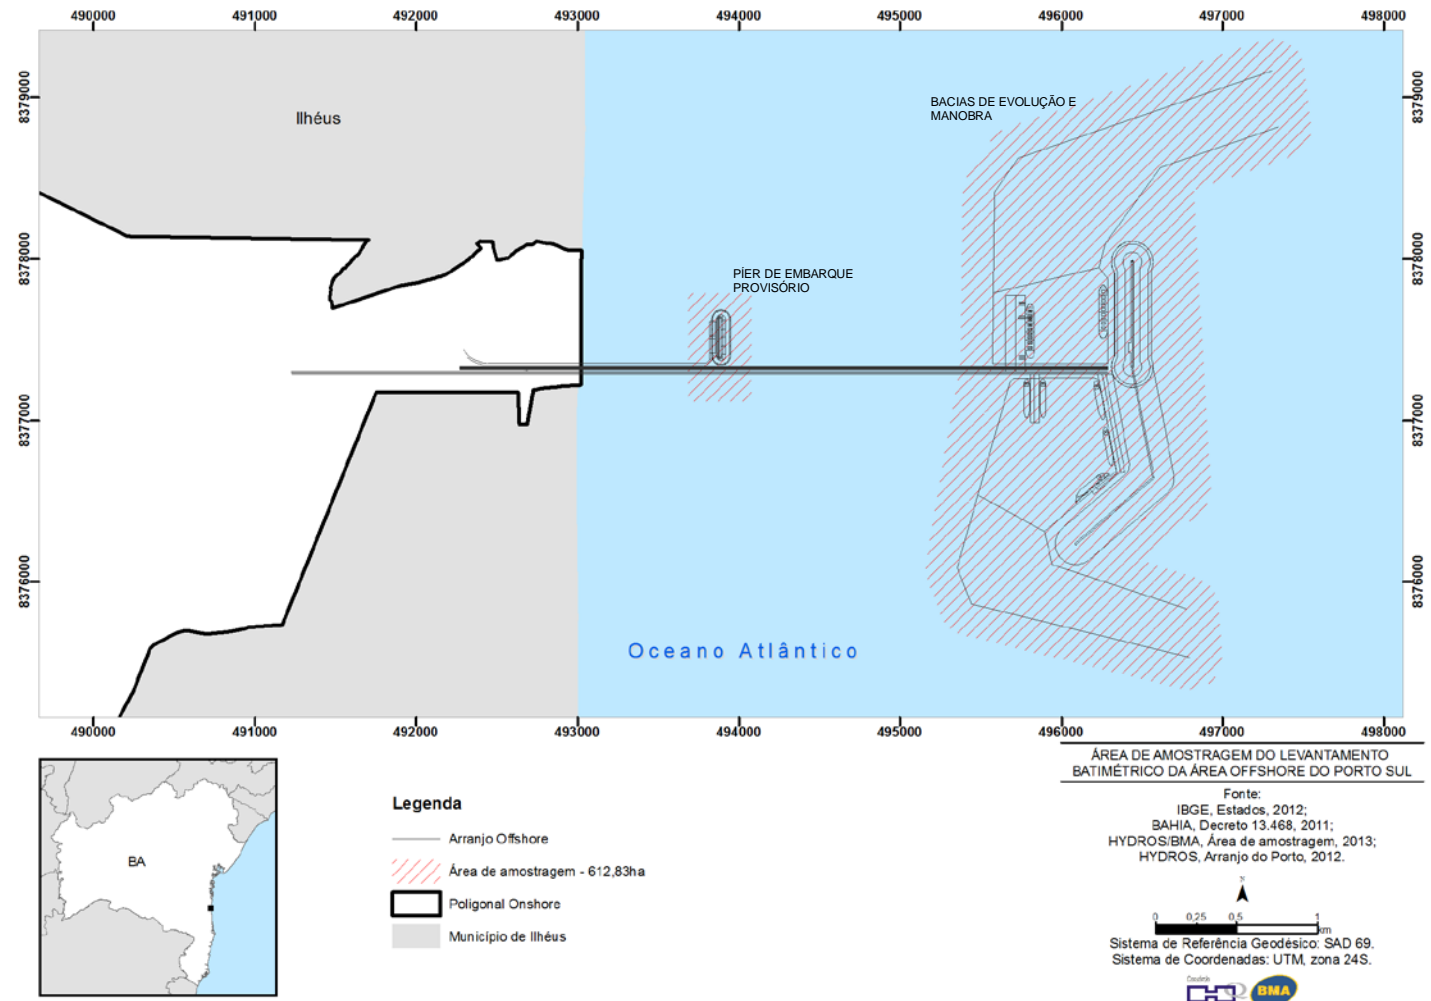 490000 491000 492000 493000 494000 495000 496000 497000 498000
8379000 8379000
8378000 8378000
8377000 8377000
8376000 8376000
Ilhéus
BACIAS DE EVOLUÇÃO E
MANOBRA
PÍER DE EMBARQUE
PROVISÓRIO
Oceano Atlântico
490000 491000 492000 493000 494000 495000 496000 497000 498000
BA
Legenda
Arranjo Offshore
Área de amostragem - 612,83ha
Poligonal Onshore
Município de Ilhéus
ÁREA DE AMOSTRAGEM DO LEVANTAMENTO
BATIMÉTRICO DA ÁREA OFFSHORE DO PORTO SUL
Fonte:
IBGE, Estados, 2012;
BAHIA, Decreto 13.468, 2011;
HYDROS/BMA, Área de amostragem, 2013;
HYDROS, Arranjo do Porto, 2012.
N
0 0,25 0,5 1
km
Sistema de Referência Geodésico: SAD 69.
Sistema de Coordenadas: UTM, zona 24S.
BMA